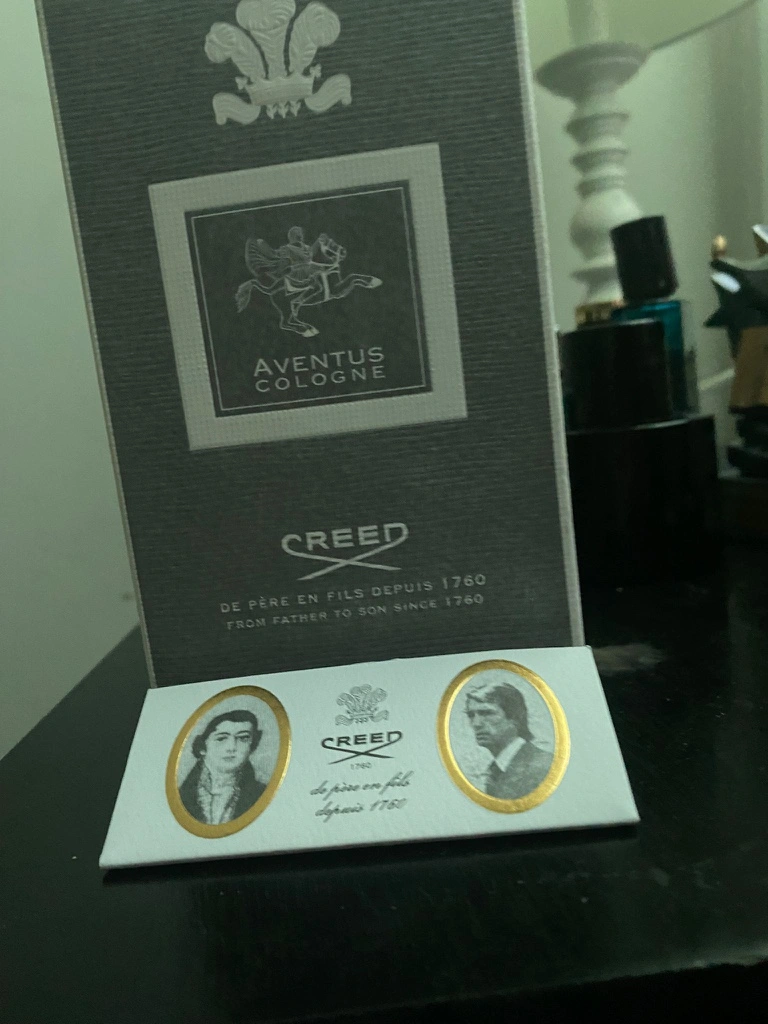 AVENTUS
COLOGNE
CREED
DE PÈRE EN FILS DEPUIS 1760
FROM FATHER TO SON SINCE 1760
CREED
1760
de père en fils
depuis 1760